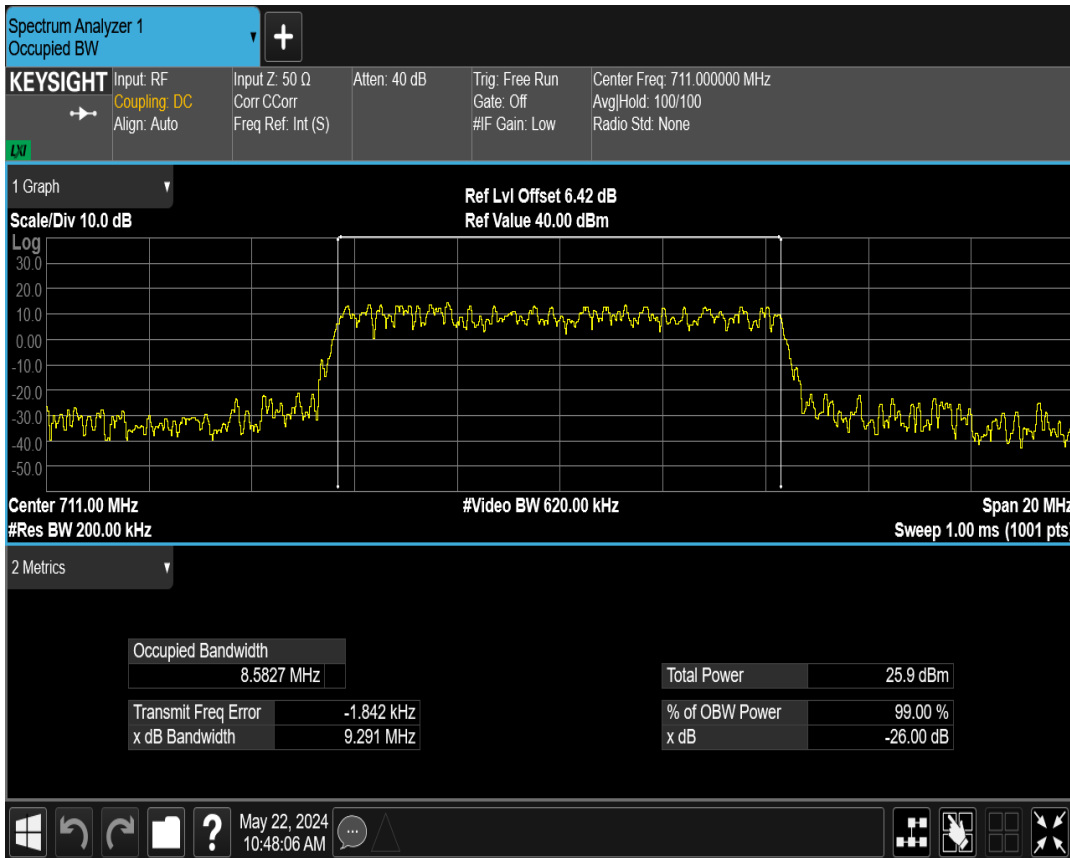 Spectrum Analyzer 1
Occupied BW
+
KEYSIGHT
LXI
Input: RF
Coupling: DC
Align: Auto
Input Z: 50 Ω
Corr CCorr
Freq Ref: Int (S)
Atten: 40 dB
Trig: Free Run
Gate: Off
#IF Gain: Low
Center Freq: 711.000000 MHz
Avg|Hold: 100/100
Radio Std: None
1 Graph
Scale/Div 10.0 dB
Ref Lvl Offset 6.42 dB
Ref Value 40.00 dBm
Log
30.0
20.0
10.0
0.00
-10.0
-20.0
-30.0
-40.0
-50.0
Center 711.00 MHz
#Res BW 200.00 kHz
#Video BW 620.00 kHz
Span 20 MHz
Sweep 1.00 ms (1001 pts)
2 Metrics
Occupied Bandwidth
8.5827 MHz
Transmit Freq Error -1.842 kHz
x dB Bandwidth 9.291 MHz
Total Power 25.9 dBm
% of OBW Power 99.00 %
x dB -26.00 dB
?
May 22, 2024
10:48:06 AM
...